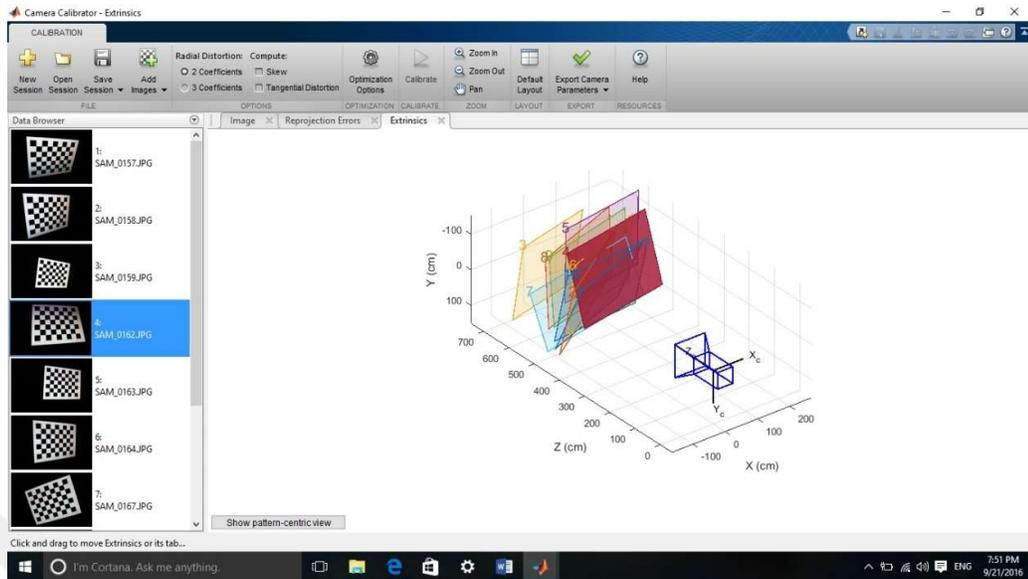 Camera Calibrator - Extrinsics
CALIBRATION
New Session
Open Session
Save Session
Add Images
FILE
Radial Distortion:
2 Coefficients
3 Coefficients
Compute:
Skew
Tangential Distortion
OPTIONS
Optimization Options
OPTIMIZATION
Calibrate
CALIBRATE
Zoom In
Zoom Out
Pan
ZOOM
Default Layout
LAYOUT
Export Camera Parameters
EXPORT
Help
RESOURCES
Data Browser
Image
Reprojection Errors
Extrinsics
1:
SAM_0157.JPG
2:
SAM_0158.JPG
3:
SAM_0159.JPG
4:
SAM_0162.JPG
5:
SAM_0163.JPG
6:
SAM_0164.JPG
7:
SAM_0167.JPG
Y (cm)
-100
0
100
3
5
8
7
700
600
500
400
300
200
100
0
Z (cm)
-100
0
100
200
X (cm)
Xc
Yc
Show pattern-centric view
Click and drag to move Extrinsics or its tab...
I'm Cortana. Ask me anything.
ENG
7:51 PM
9/21/2016